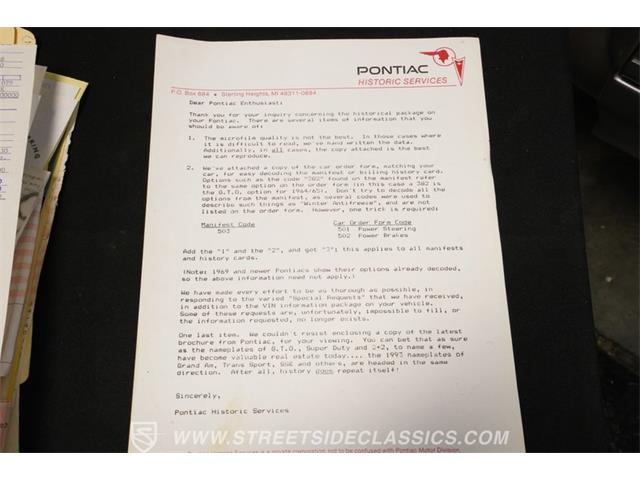 PONTIAC
HISTORIC SERVICES
P.O. Box 884 • Sterling Heights, MI 48311-0884
Dear Pontiac Enthusiast:
Thank you for your inquiry concerning the historical package on
your Pontiac. There are several items of information that you
should be aware of:
1. The microfilm quality is not the best. In those cases where
it is difficult to read, we've hand written the data.
Additionally, in all cases, the copy attached is the best
we can reproduce.
2. We've attached a copy of the car order form, matching your
car, for easy decoding the manifest or billing history card.
Options such as the code "382" found on the manifest refer
to the same option on the order form (in this case a 382 is
the G.T.O. option for 1964/65). Don't try to decode all the
options from the manifest, as several codes were used to
describe such things as "Winter Antifreeze", and are not
listed on the order form. However, one trick is required:
Manifest Code Car Order Form Code
503 501 Power Steering
502 Power Brakes
Add the "1" and the "2", and got "3"; this applies to all manifests
and history cards.
(Note: 1969 and newer Pontiacs show their options already decoded,
so the above information need not apply.)
We have made every effort to be as thorough as possible, in
responding to the varied "Special Requests" that we have received,
in addition to the VIN information package on your vehicle.
Some of these requests are, unfortunately, impossible to fill, or
the information requested, no longer exists.
One last item. We couldn't resist enclosing a copy of the latest
brochure from Pontiac, for your viewing. You can bet that as sure
as the nameplates of G.T.O., Super Duty and 2+2, to name a few,
have become valuable real estate today.... the 1993 nameplates of
Grand Am, Trans Sport, SSE and others, are headed in the same
direction. After all, history does repeat itself!
Sincerely,
Pontiac Historic Services
WWW.STREETSIDECLASSICS.COM
Services is a private corporation, not to be confused with Pontiac Motor Division.